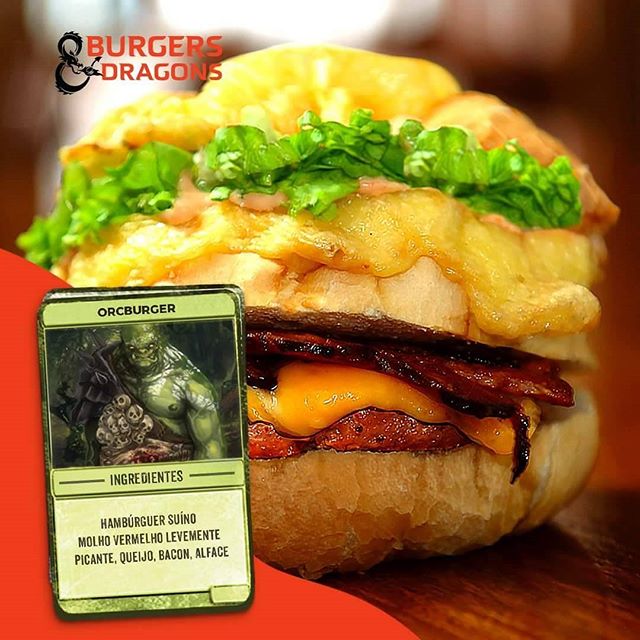 BURGERS
& DRAGONS
ORCBURGER
INGREDIENTES
HAMBÚRGUER SUÍNO
MOLHO VERMELHO LEVEMENTE
PICANTE, QUEIJO, BACON, ALFACE